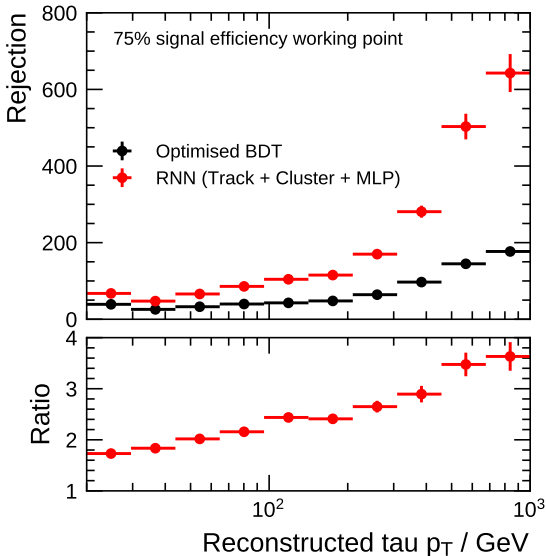 800
600
400
200
0
Rejection
75% signal efficiency working point
Optimised BDT
RNN (Track + Cluster + MLP)
4
3
2
1
Ratio
10²
10³
Reconstructed tau p_T / GeV